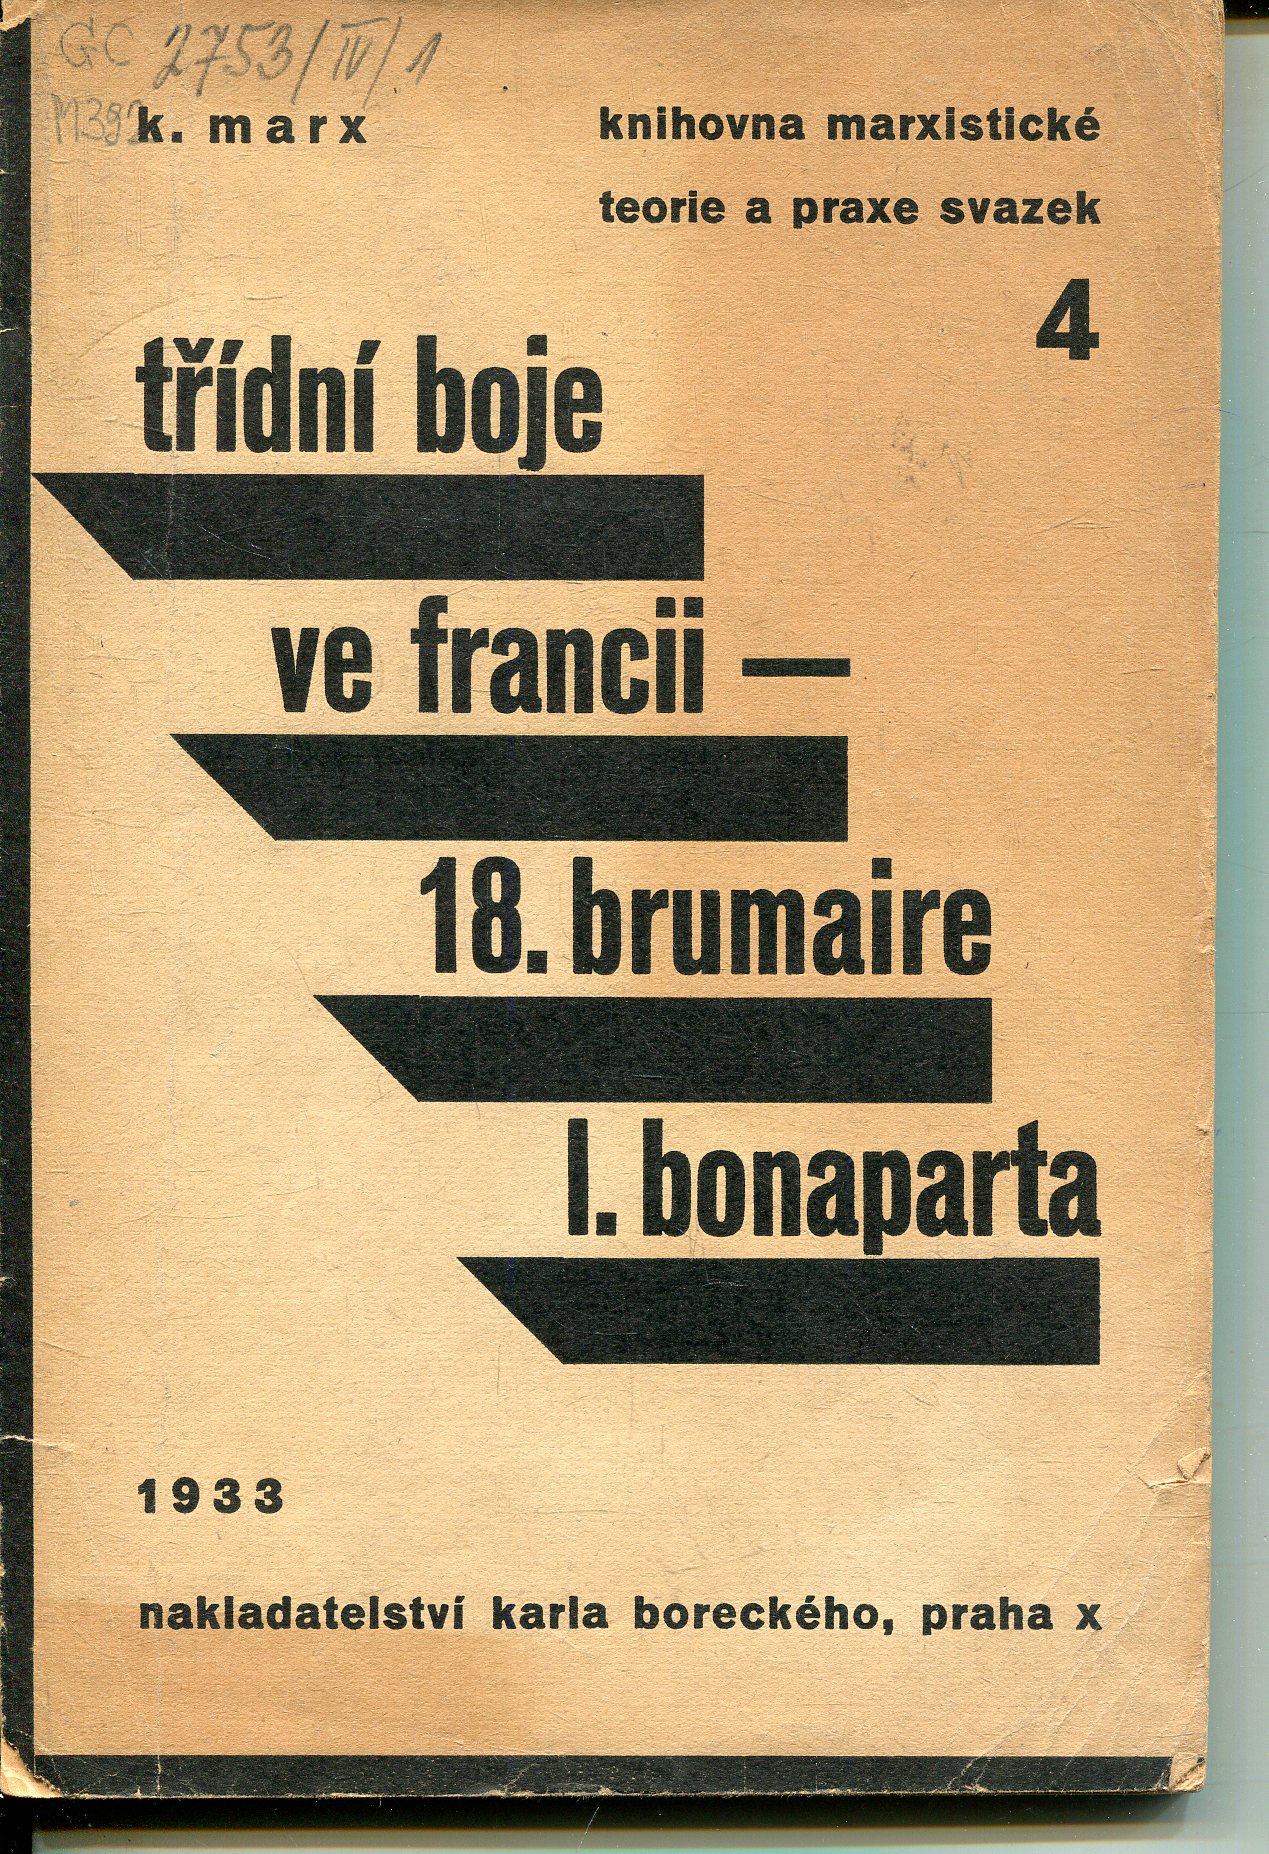 GC 2753/IV/1
M392
k. marx
knihovna marxistické
teorie a praxe svazek
4
třídní boje
ve francii —
18. brumaire
l. bonaparta
1933
nakladatelství karla boreckého, praha x